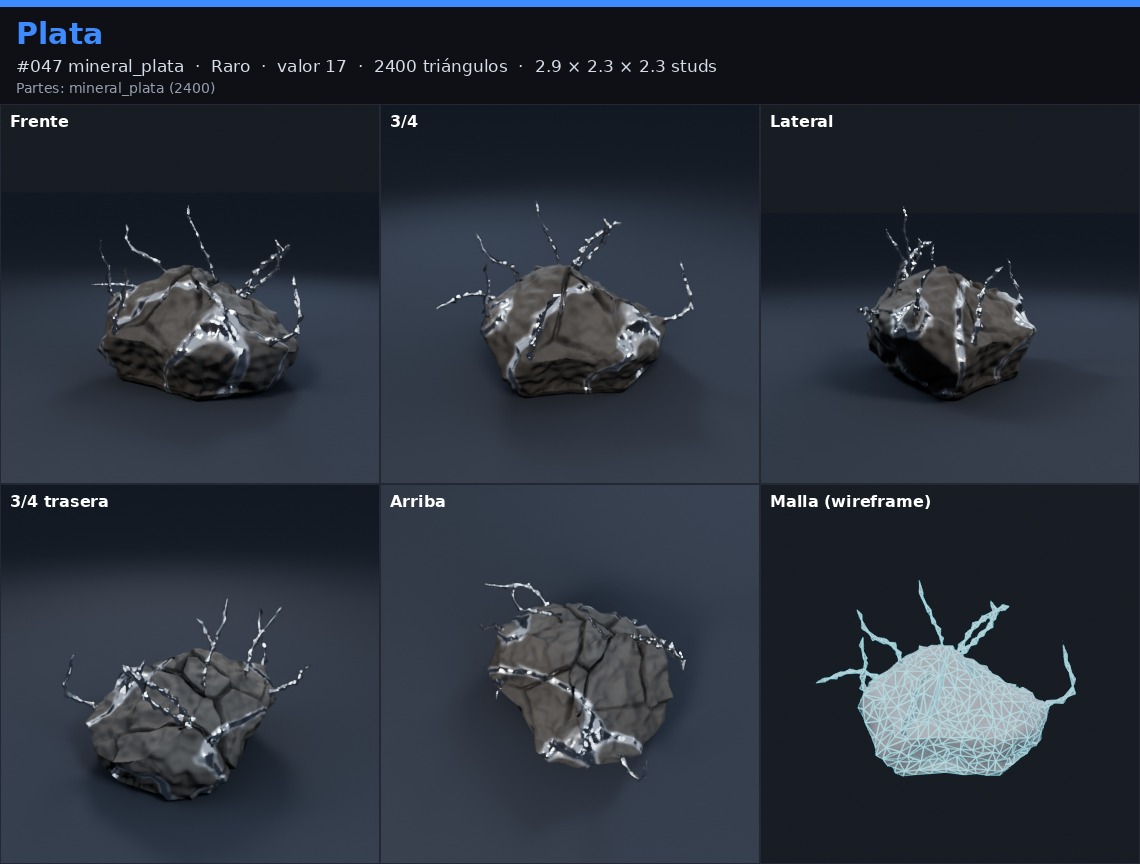 Plata
#047 mineral_plata · Raro · valor 17 · 2400 triángulos · 2.9 × 2.3 × 2.3 studs
Partes: mineral_plata (2400)
Frente
3/4
Lateral
3/4 trasera
Arriba
Malla (wireframe)